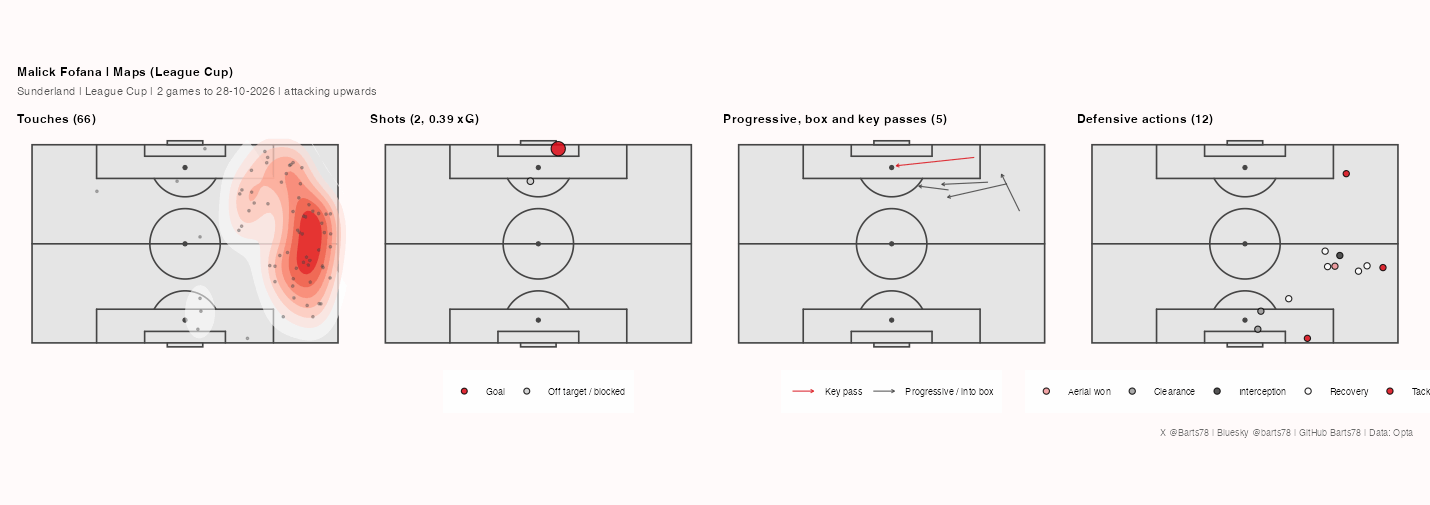 Malick Fofana | Maps (League Cup)
Sunderland | League Cup | 2 games to 28-10-2026 | attacking upwards
Touches (66)
Shots (2, 0.39 xG)
Progressive, box and key passes (5)
Defensive actions (12)
Goal
Off target / blocked
Key pass
Progressive / into box
Aerial won
Clearance
Interception
Recovery
Tack
X @Barts78 | Bluesky @barts78 | GitHub Barts78 | Data: Opta